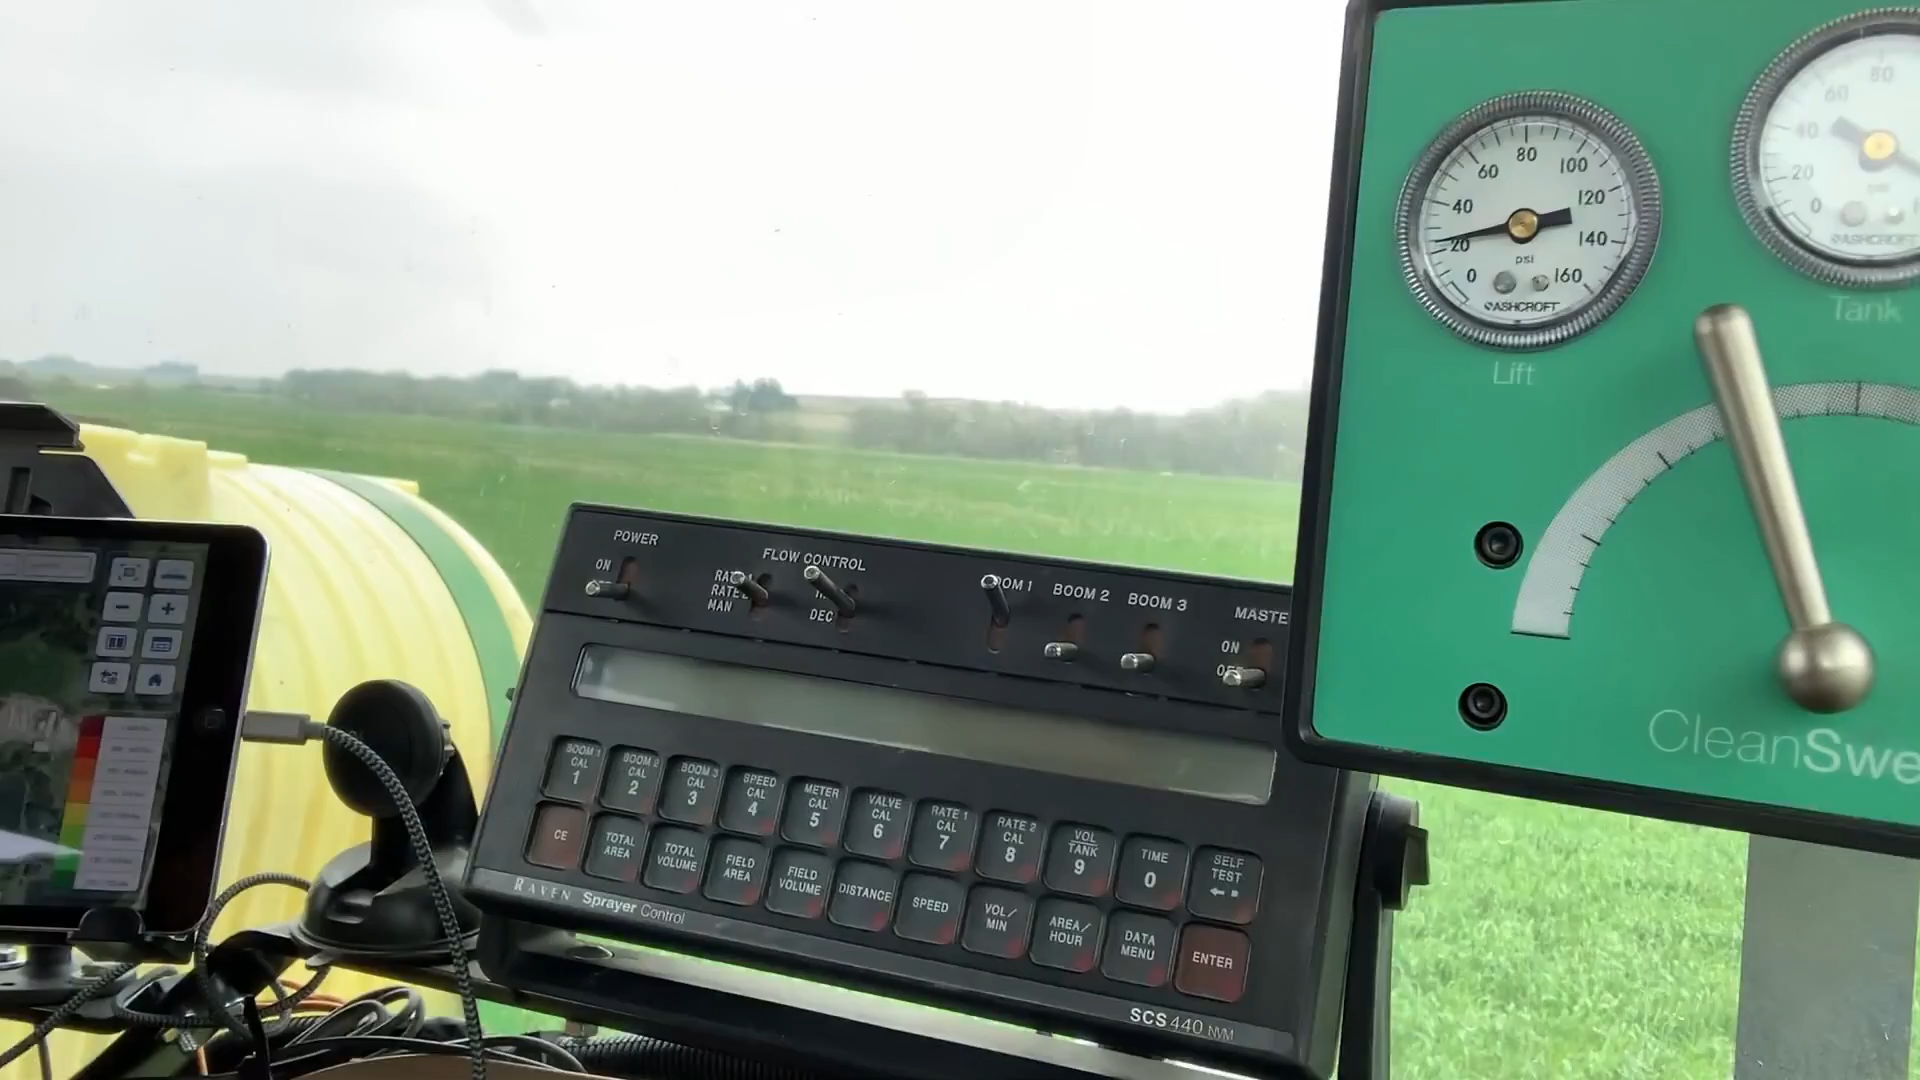 POWER
ON
FLOW CONTROL
MAN
DEC
BOOM 2
BOOM 3
ON
BOOM 1 CAL 1
BOOM 2 CAL 2
BOOM 3 CAL 3
SPEED CAL 4
METER CAL 5
VALVE CAL 6
RATE 1 CAL 7
RATE 2 CAL 8
VOL TANK 9
TIME 0
SELF TEST
CE
TOTAL AREA
TOTAL VOLUME
FIELD AREA
FIELD VOLUME
DISTANCE
SPEED
VOL/ MIN
AREA/ HOUR
DATA MENU
ENTER
RAVEN Sprayer Control
SCS 440 NVM
0 20 40 60 80 100 120 140 160
psi
ASHCROFT
Lift
0 20 40 60 80
psi
ASHCROFT
Tank
CleanSwe